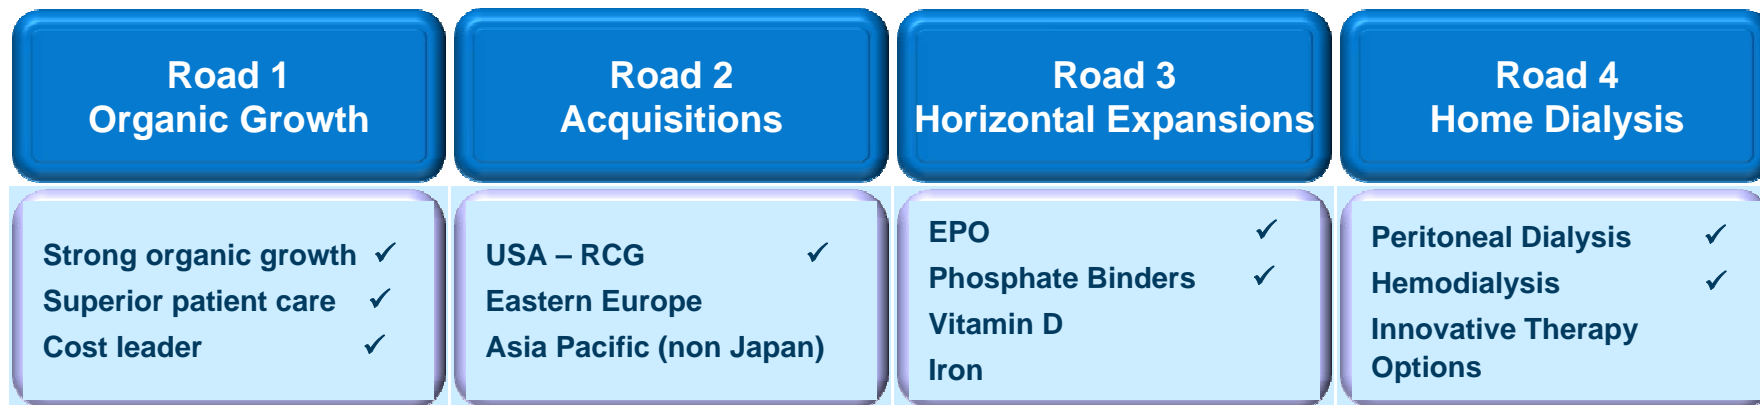 Road 1
Organic Growth
Road 2
Acquisitions
Road 3
Horizontal Expansions
Road 4
Home Dialysis
Strong organic growth ✓
Superior patient care ✓
Cost leader ✓
USA – RCG ✓
Eastern Europe
Asia Pacific (non Japan)
EPO ✓
Phosphate Binders ✓
Vitamin D
Iron
Peritoneal Dialysis ✓
Hemodialysis ✓
Innovative Therapy
Options